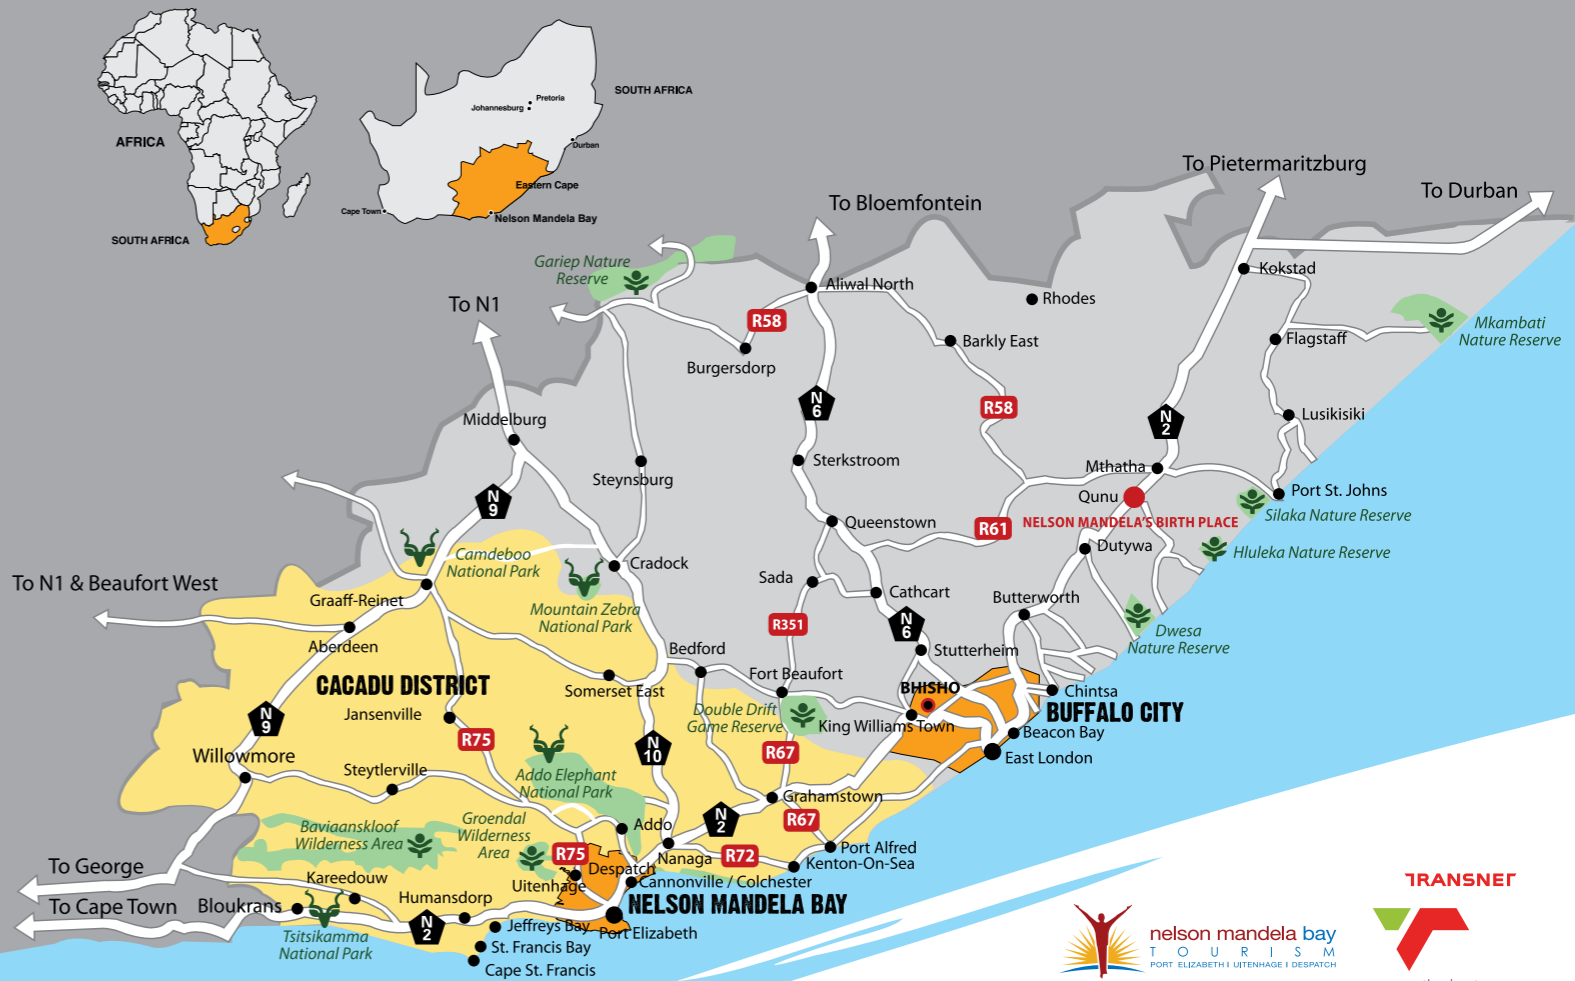 AFRICA
SOUTH AFRICA
SOUTH AFRICA
Pretoria
Johannesburg
Durban
Eastern Cape
Cape Town
Nelson Mandela Bay
To Pietermaritzburg
To Durban
To Bloemfontein
Gariep Nature
Reserve
Kokstad
Aliwal North
Rhodes
To N1
R58
Mkambati
Nature Reserve
Barkly East
Flagstaff
Burgersdorp
N
6
R58
Middelburg
N
2
Lusikisiki
Steynsburg
Sterkstroom
Mthatha
Port St. Johns
Qunu
N
9
Silaka Nature Reserve
NELSON MANDELA'S BIRTH PLACE
Queenstown
R61
Dutywa
Hluleka Nature Reserve
Camdeboo
National Park
Cradock
To N1 & Beaufort West
Sada
Cathcart
Graaff-Reinet
Butterworth
Mountain Zebra
National Park
R351
N
6
Dwesa
Nature Reserve
Aberdeen
Bedford
Stutterheim
Fort Beaufort
CACADU DISTRICT
Somerset East
BHISHO
Chintsa
Double Drift
Game Reserve
Jansenville
BUFFALO CITY
N
9
King Williams Town
Beacon Bay
R75
N
10
R67
East London
Willowmore
Steytlerville
Addo Elephant
National Park
Grahamstown
N
2
R67
Groendal
Wilderness
Area
Baviaanskloof
Wilderness Area
Addo
Port Alfred
R75
Nanaga
R72
Kenton-On-Sea
To George
Despatch
Kareedouw
Uitenhage
Cannonville / Colchester
To Cape Town
Bloukrans
Humansdorp
NELSON MANDELA BAY
N
2
Jeffreys Bay
Port Elizabeth
Tsitsikamma
National Park
St. Francis Bay
Cape St. Francis
TRANSNET
nelson mandela bay
TOURISM
PORT ELIZABETH I UITENHAGE I DESPATCH